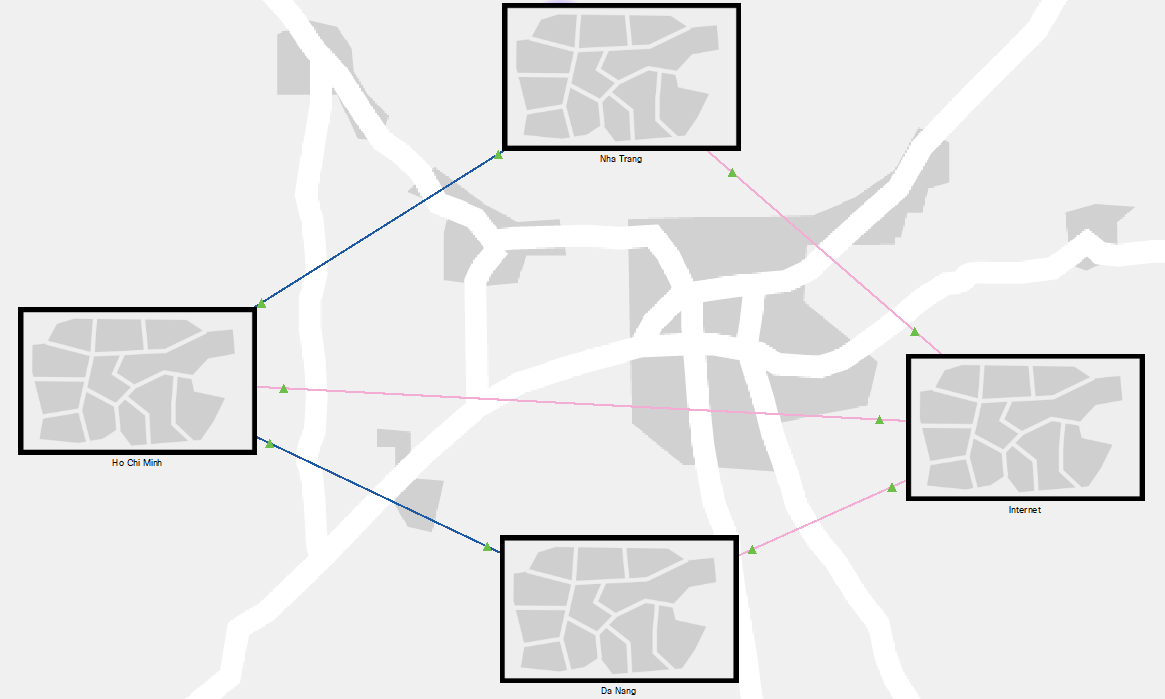 Nha Trang
Ho Chi Minh
Internet
Da Nang